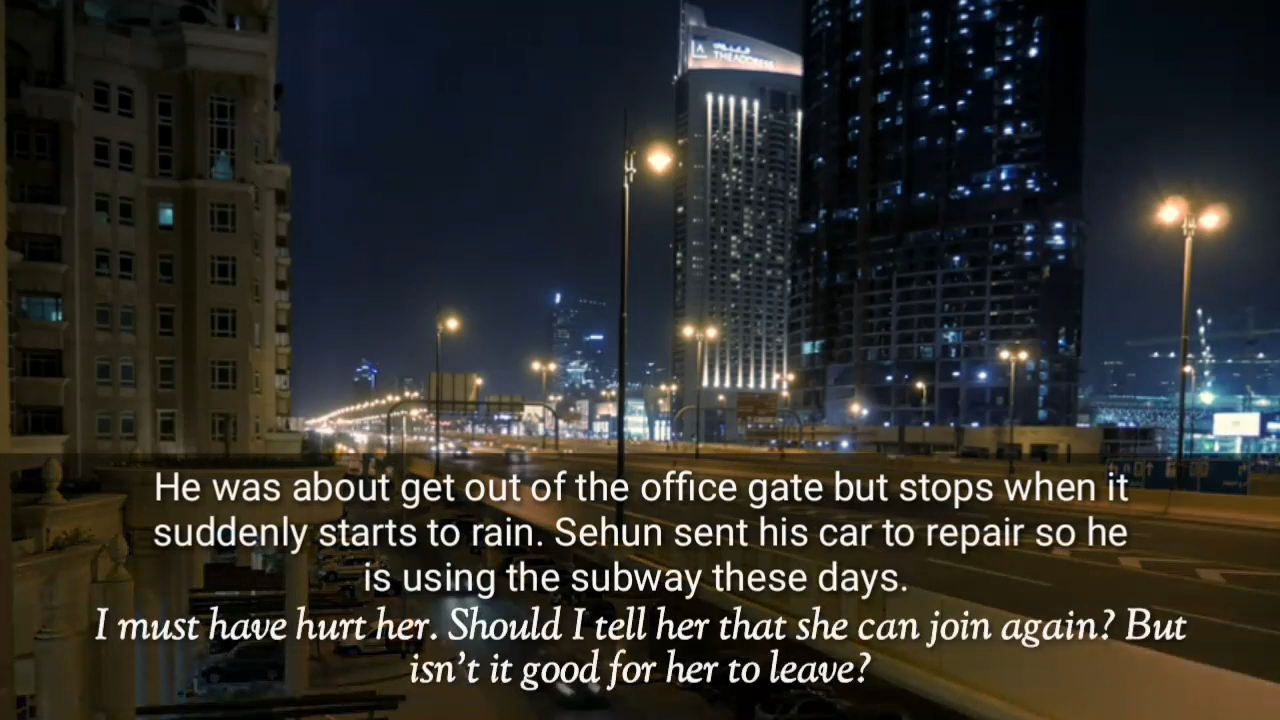 THE ADDRESS
He was about get out of the office gate but stops when it
suddenly starts to rain. Sehun sent his car to repair so he
is using the subway these days.
I must have hurt her. Should I tell her that she can join again? But
isn't it good for her to leave?